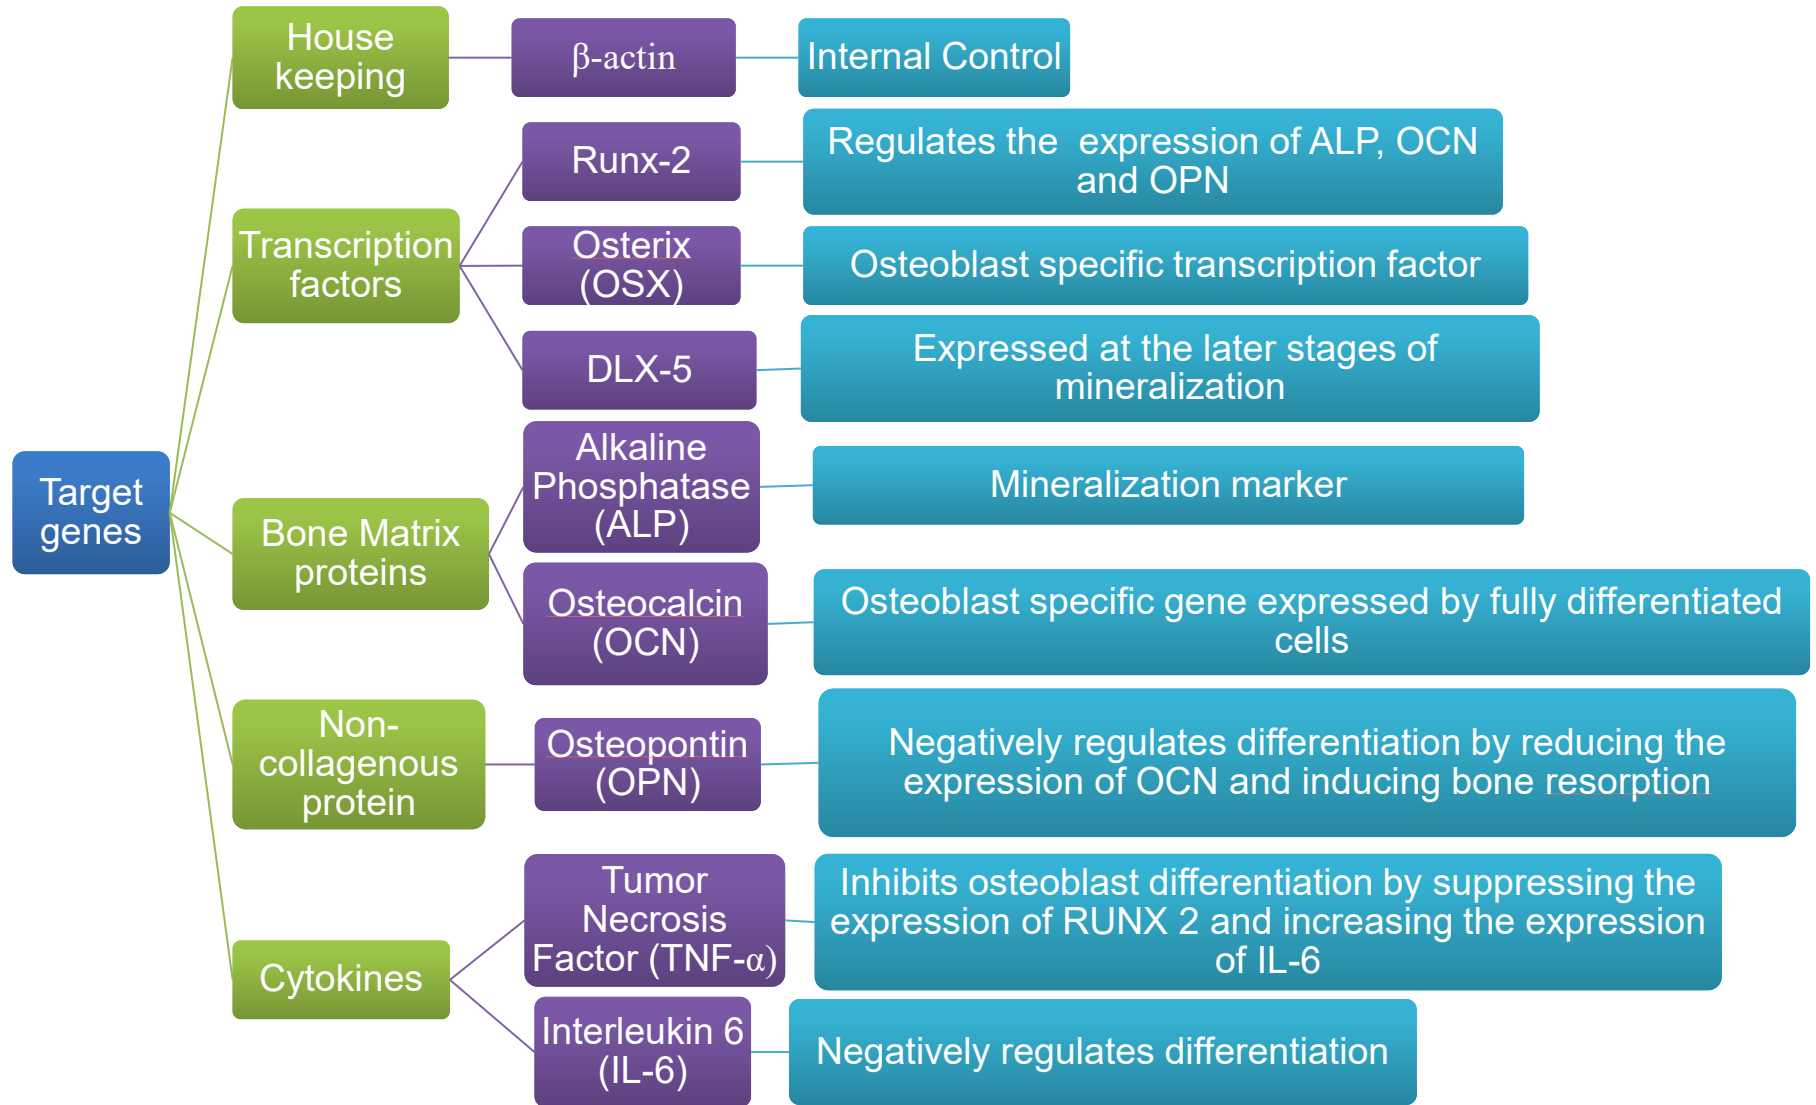 House
keeping
β-actin
Internal Control
Transcription
factors
Runx-2
Regulates the  expression of ALP, OCN
and OPN
Osterix
(OSX)
Osteoblast specific transcription factor
DLX-5
Expressed at the later stages of
mineralization
Target
genes
Bone Matrix
proteins
Alkaline
Phosphatase
(ALP)
Mineralization marker
Osteocalcin
(OCN)
Osteoblast specific gene expressed by fully differentiated
cells
Non-
collagenous
protein
Osteopontin
(OPN)
Negatively regulates differentiation by reducing the
expression of OCN and inducing bone resorption
Cytokines
Tumor
Necrosis
Factor (TNF-α)
Inhibits osteoblast differentiation by suppressing the
expression of RUNX 2 and increasing the expression
of IL-6
Interleukin 6
(IL-6)
Negatively regulates differentiation